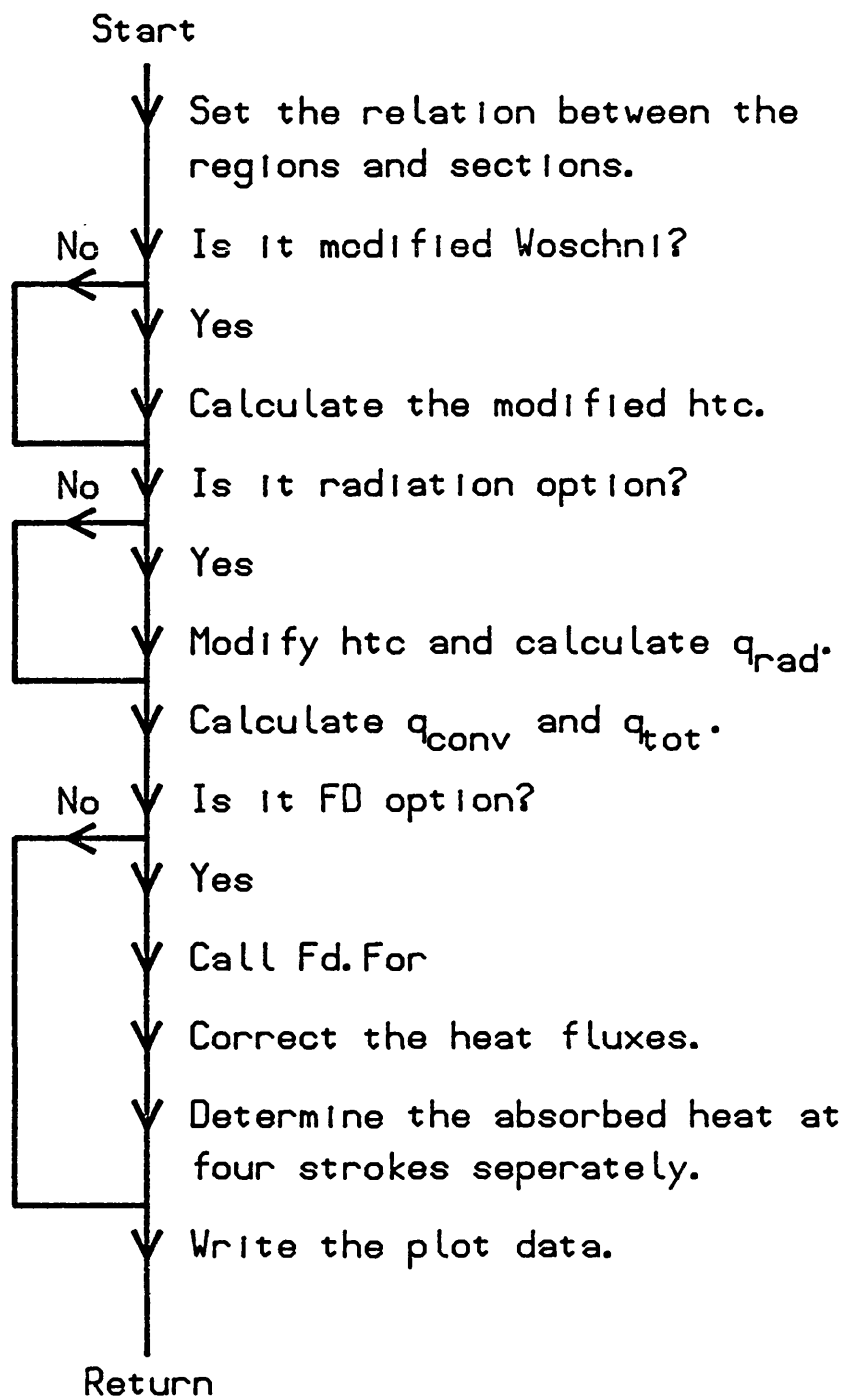 Start
Set the relation between the
regions and sections.
No
Is it modified Woschni?
Yes
Calculate the modified htc.
No
Is it radiation option?
Yes
Modify htc and calculate q_rad.
Calculate q_conv and q_tot.
No
Is it FD option?
Yes
Call Fd.For
Correct the heat fluxes.
Determine the absorbed heat at
four strokes seperately.
Write the plot data.
Return